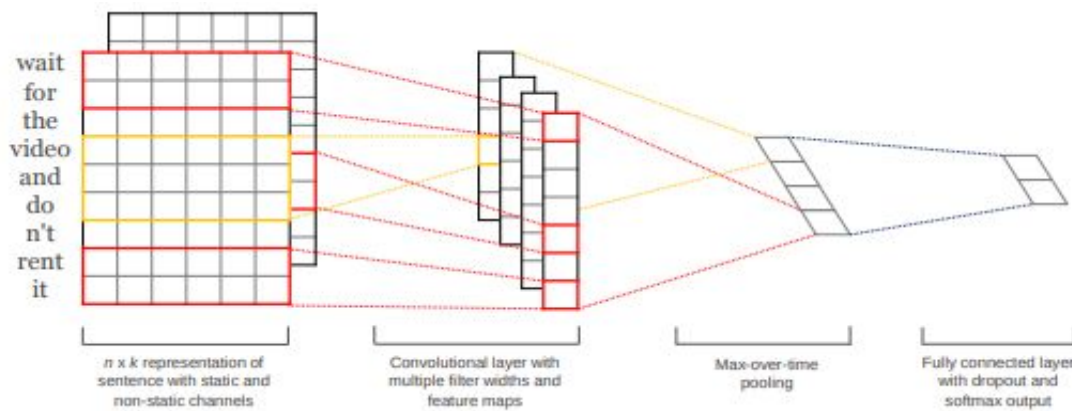 wait
for
the
video
and
do
n't
rent
it
n x k representation of
sentence with static and
non-static channels
Convolutional layer with
multiple filter widths and
feature maps
Max-over-time
pooling
Fully connected layer
with dropout and
softmax output